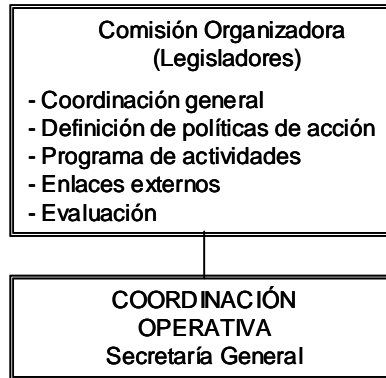 Comisión Organizadora
(Legisladores)
- Coordinación general
- Definición de políticas de acción
- Programa de actividades
- Enlaces externos
- Evaluación
COORDINACIÓN
OPERATIVA
Secretaría General